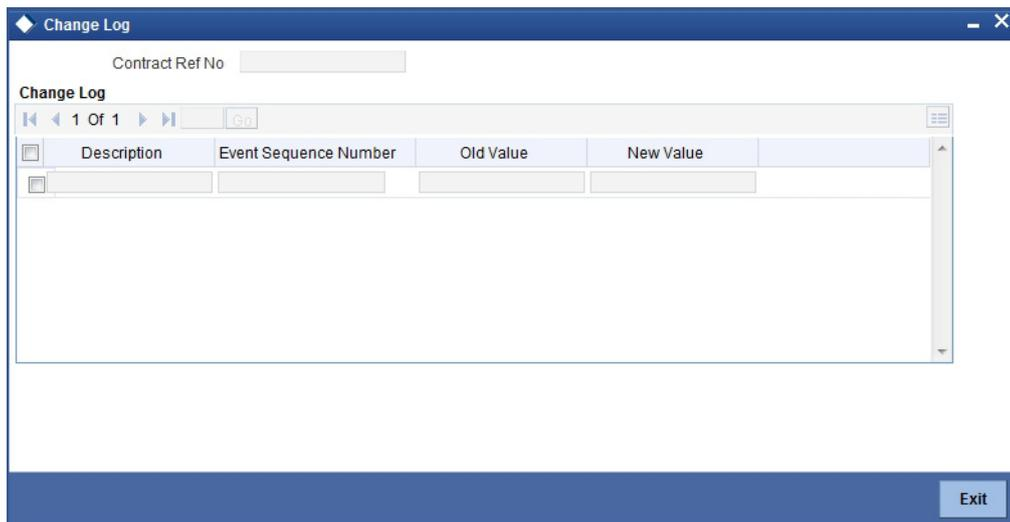 Change Log
Contract Ref No
Change Log
1 Of 1 Go
Description Event Sequence Number Old Value New Value
Exit